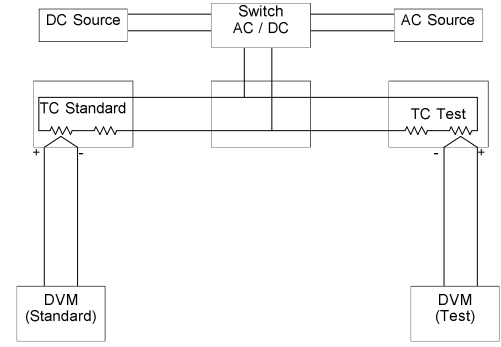 DC Source
Switch
AC / DC
AC Source
TC Standard
TC Test
+
-
-
+
DVM
(Standard)
DVM
(Test)